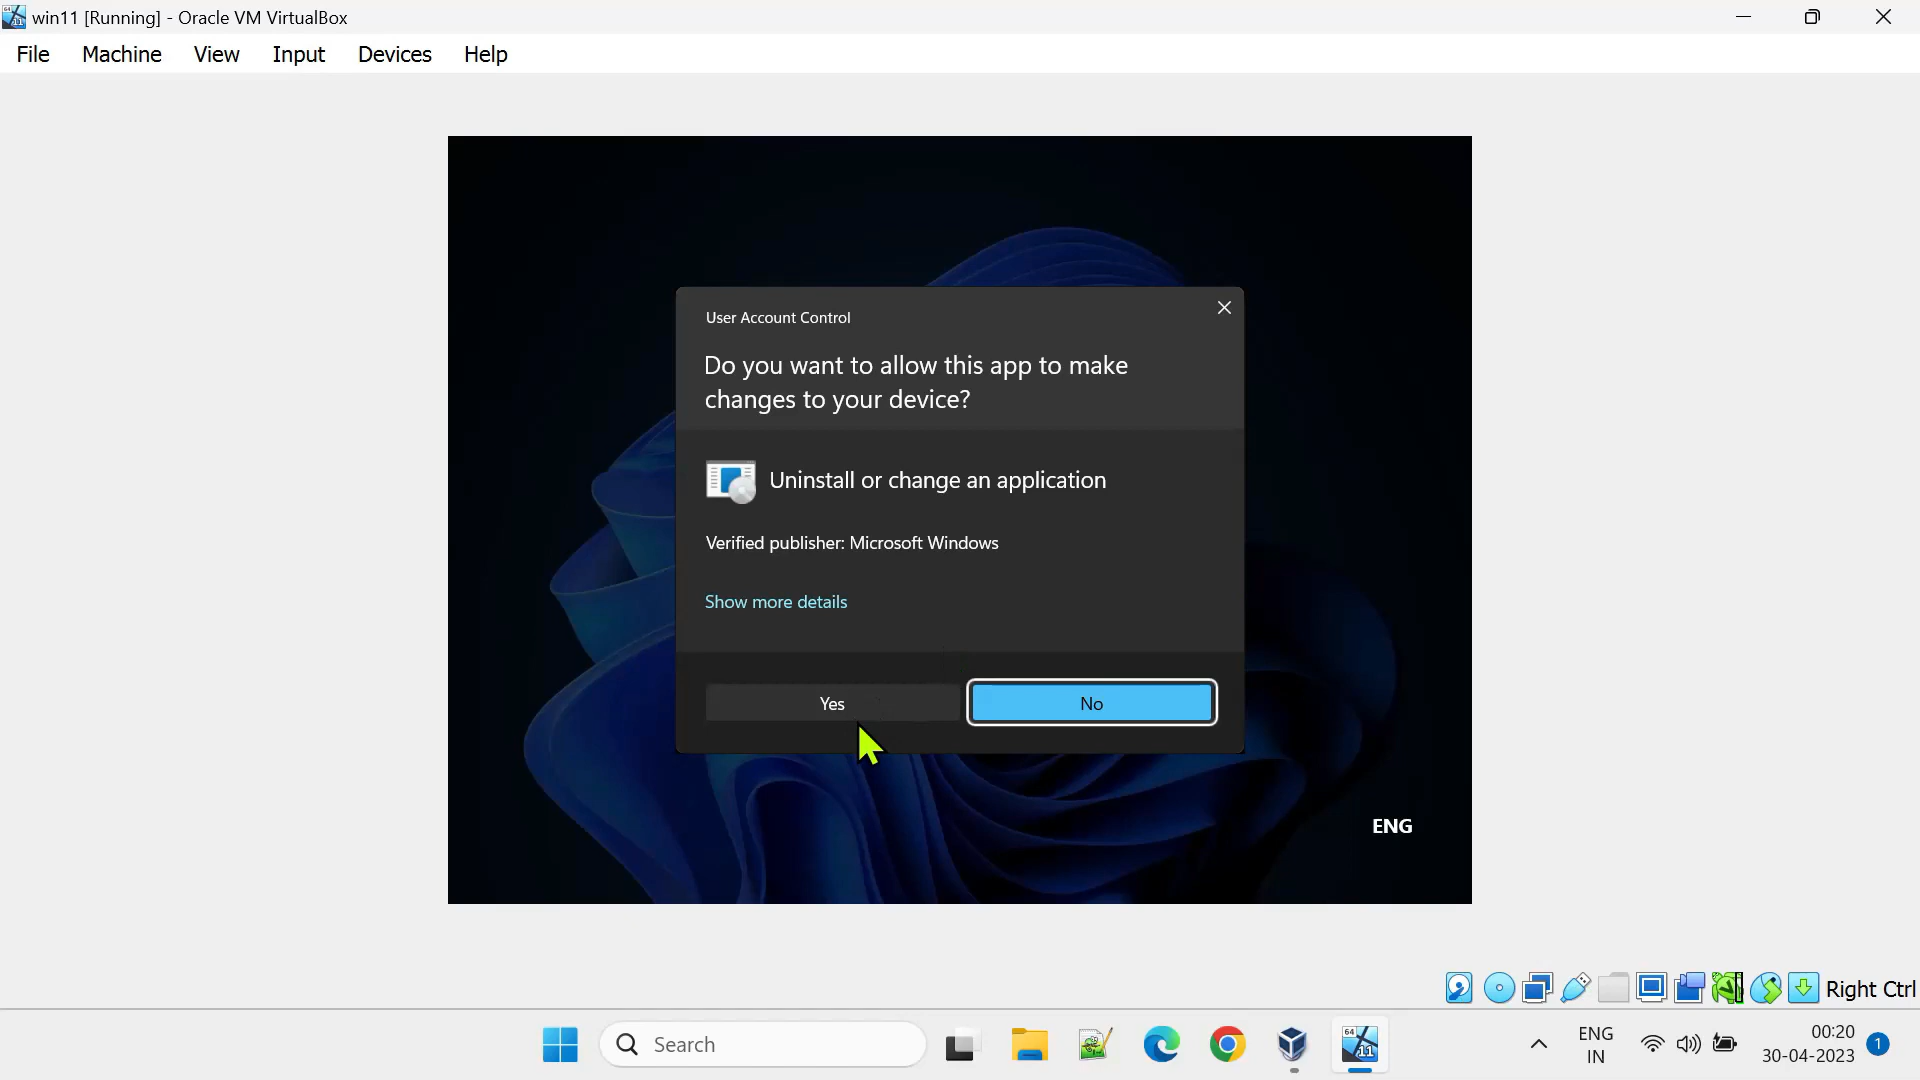 win11 [Running] - Oracle VM VirtualBox
File Machine View Input Devices Help
User Account Control
Do you want to allow this app to make
changes to your device?
Uninstall or change an application
Verified publisher: Microsoft Windows
Show more details
Yes No
ENG
Right Ctrl
Search
64
11
ENG
IN
00:20
30-04-2023
1